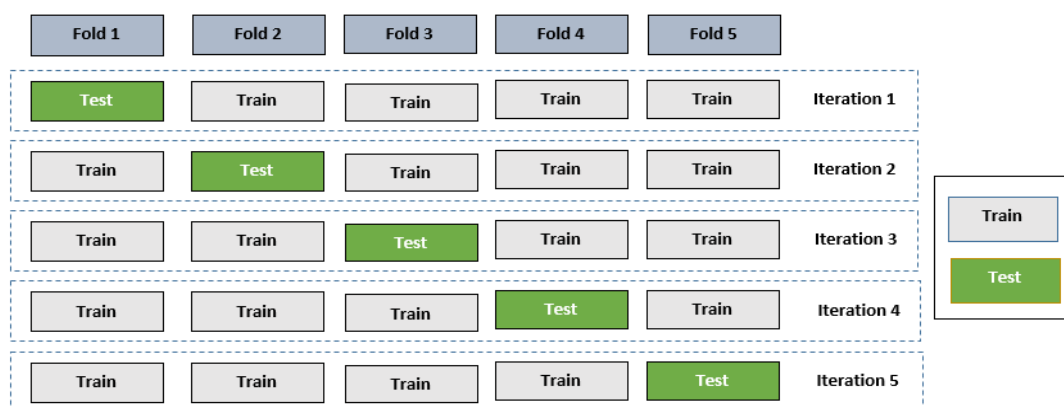 Fold 1 Fold 2 Fold 3 Fold 4 Fold 5
Test Train Train Train Train Iteration 1
Train Test Train Train Train Iteration 2
Train Train Test Train Train Iteration 3
Train Train Train Test Train Iteration 4
Train Train Train Train Test Iteration 5
Train
Test